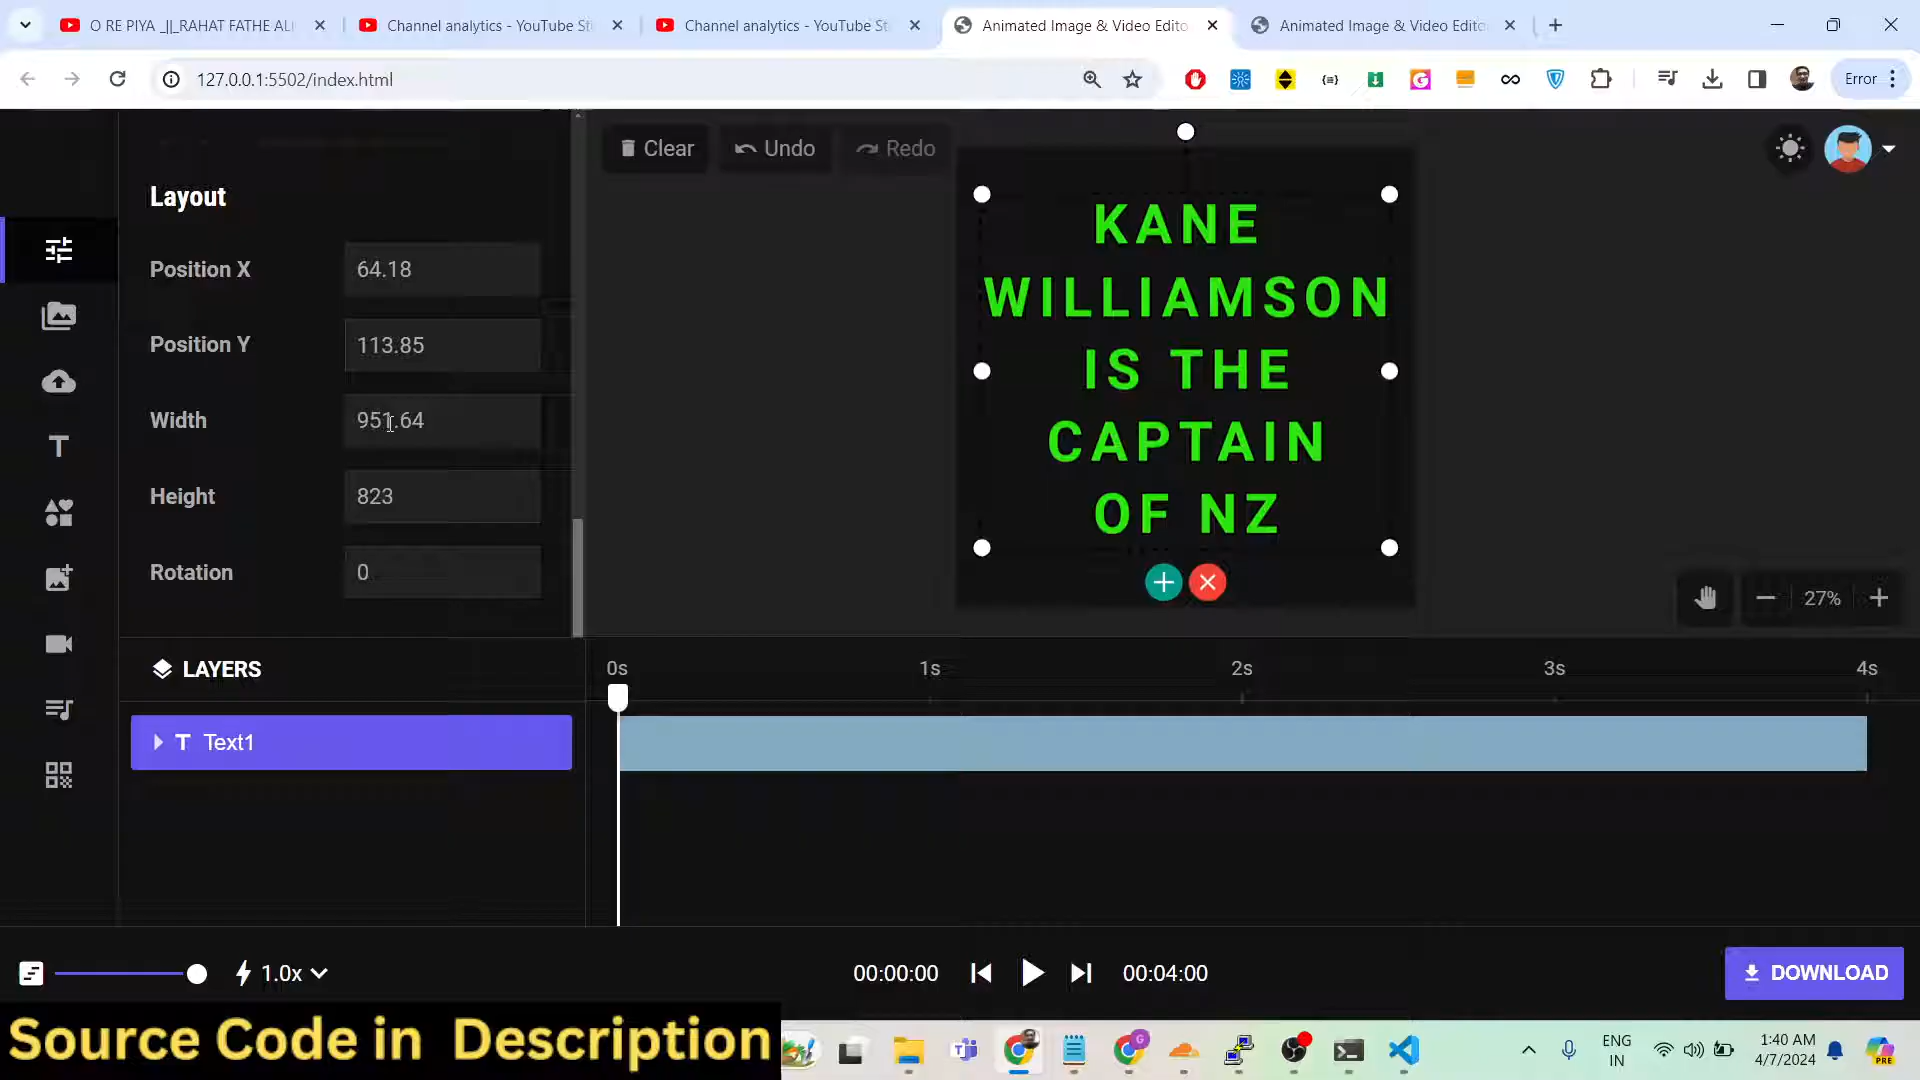 O RE PIYA _||_RAHAT FATHE ALI
Channel analytics - YouTube St
Channel analytics - YouTube St
Animated Image & Video Edito
Animated Image & Video Edito
127.0.0.1:5502/index.html
Error
Clear
Undo
Redo
Layout
Position X
64.18
Position Y
113.85
Width
951.64
Height
823
Rotation
0
KANE
WILLIAMSON
IS THE
CAPTAIN
OF NZ
27%
LAYERS
0s
1s
2s
3s
4s
T Text1
1.0x
00:00:00
00:04:00
DOWNLOAD
Source Code in Description
ENG
IN
1:40 AM
4/7/2024
PRE